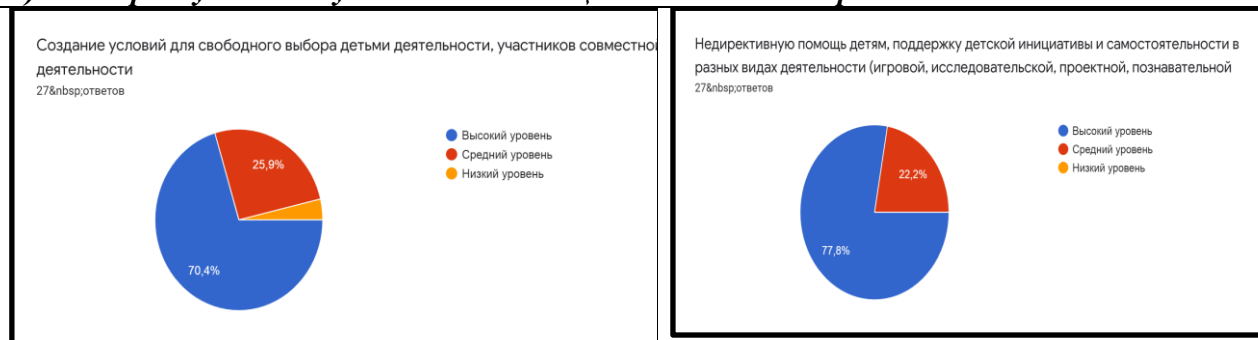 Создание условий для свободного выбора детьми деятельности, участников совместной
деятельности
27&nbsp;ответов
25,9%
70,4%
Высокий уровень
Средний уровень
Низкий уровень
Недирективную помощь детям, поддержку детской инициативы и самостоятельности в
разных видах деятельности (игровой, исследовательской, проектной, познавательной
27&nbsp;ответов
22,2%
77,8%
Высокий уровень
Средний уровень
Низкий уровень